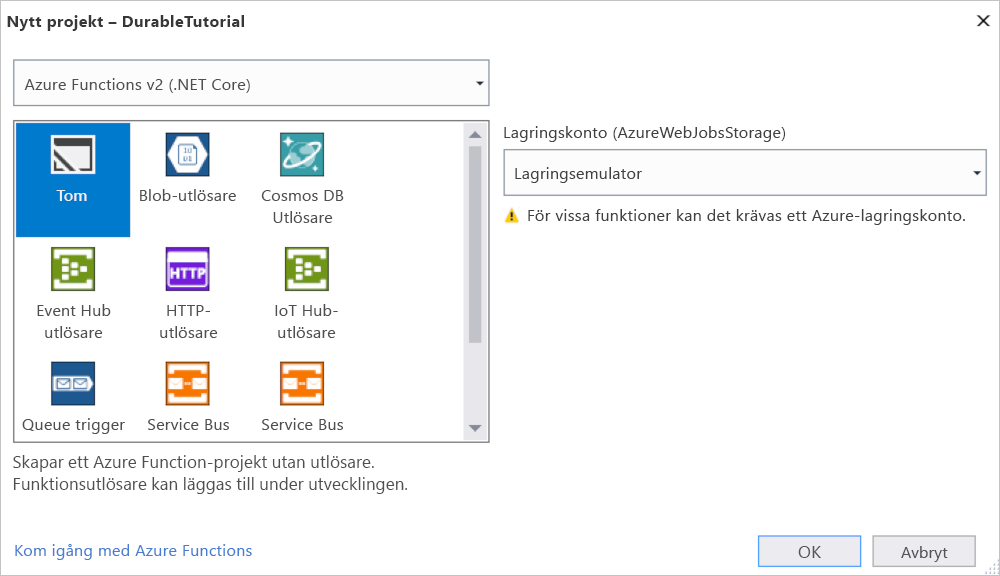 Nytt projekt – DurableTutorial
Azure Functions v2 (.NET Core)
Tom
Blob-utlösare
Cosmos DB
Utlösare
Event Hub
utlösare
HTTP
HTTP-
utlösare
IoT Hub-
utlösare
Queue trigger
Service Bus
Service Bus
Skapar ett Azure Function-projekt utan utlösare.
Funktionsutlösare kan läggas till under utvecklingen.
Lagringskonto (AzureWebJobsStorage)
Lagringsemulator
För vissa funktioner kan det krävas ett Azure-lagringskonto.
Kom igång med Azure Functions
OK
Avbryt